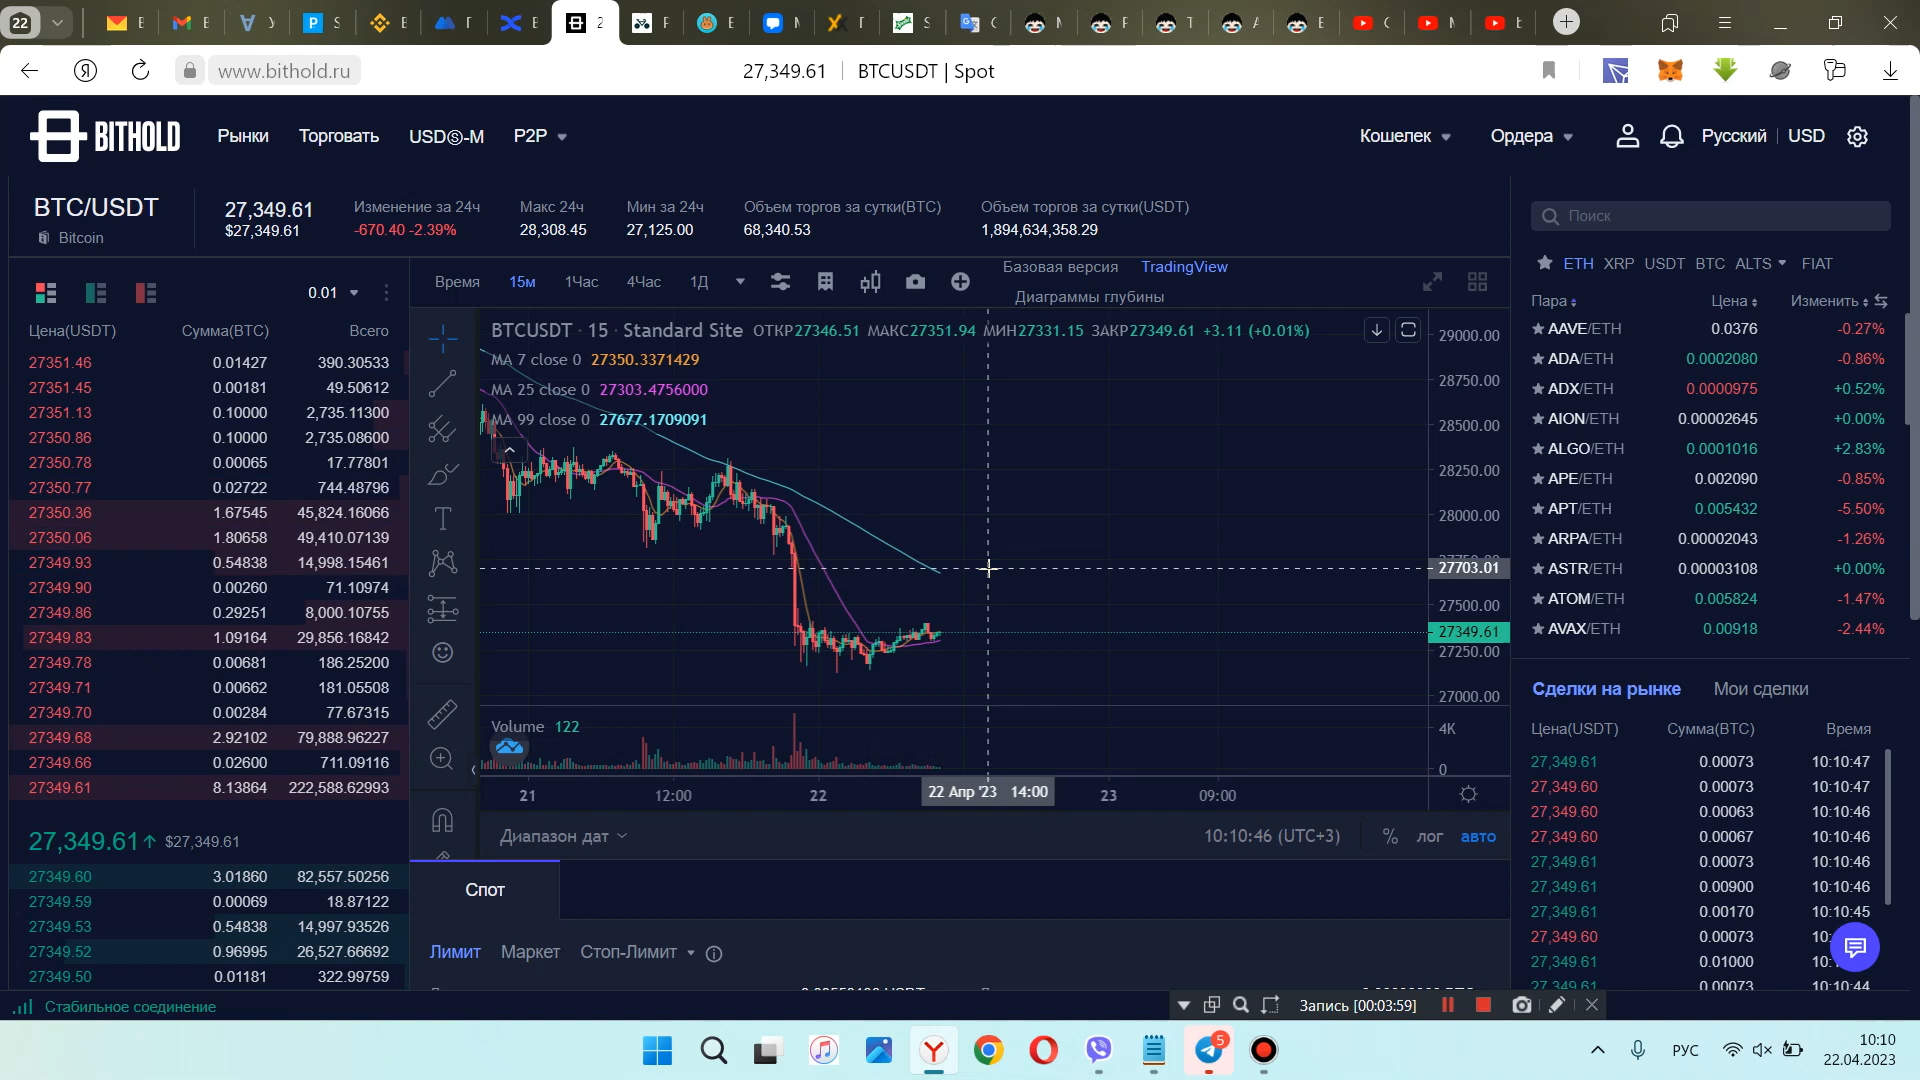 22
www.bithold.ru
27,349.61 | BTCUSDT | Spot
BITHOLD
Рынки
Торговать
USDⓈ-M
P2P
Кошелек
Ордера
Русский
USD
BTC/USDT
Bitcoin
27,349.61
$27,349.61
Изменение за 24ч
-670.40 -2.39%
Макс 24ч
28,308.45
Мин за 24ч
27,125.00
Объем торгов за сутки(BTC)
68,340.53
Объем торгов за сутки(USDT)
1,894,634,358.29
0.01
Цена(USDT) Сумма(BTC) Всего
27351.46 0.01427 390.30533
27351.45 0.00181 49.50612
27351.13 0.10000 2,735.11300
27350.86 0.10000 2,735.08600
27350.78 0.00065 17.77801
27350.77 0.02722 744.48796
27350.36 1.67545 45,824.16066
27350.06 1.80658 49,410.07139
27349.93 0.54838 14,998.15461
27349.90 0.00260 71.10974
27349.86 0.29251 8,000.10755
27349.83 1.09164 29,856.16842
27349.78 0.00681 186.25200
27349.71 0.00662 181.05508
27349.70 0.00284 77.67315
27349.68 2.92102 79,888.96227
27349.66 0.02600 711.09116
27349.61 8.13864 222,588.62993
27,349.61 $27,349.61
27349.60 3.01860 82,557.50256
27349.59 0.00069 18.87122
27349.53 0.54838 14,997.93526
27349.52 0.96995 26,527.66692
27349.50 0.01181 322.99759
Стабильное соединение
Время 15м 1Час 4Час 1Д
Базовая версия TradingView
Диаграммы глубины
BTCUSDT · 15 · Standard Site ОТКР27346.51 МАКС27351.94 МИН27331.15 ЗАКР27349.61 +3.11 (+0.01%)
MA 7 close 0 27350.3371429
MA 25 close 0 27303.4756000
MA 99 close 0 27677.1709091
29000.00
28750.00
28500.00
28250.00
28000.00
27750.00
27703.01
27500.00
27349.61
27250.00
27000.00
Volume 122
4K
0
21 12:00 22 22 Апр '23 14:00 23 09:00
Диапазон дат
10:10:46 (UTC+3)
% лог авто
Спот
Лимит Маркет Стоп-Лимит
Поиск
ETH XRP USDT BTC ALTS FIAT
Пара Цена Изменить
AAVE/ETH 0.0376 -0.27%
ADA/ETH 0.0002080 -0.86%
ADX/ETH 0.0000975 +0.52%
AION/ETH 0.00002645 +0.00%
ALGO/ETH 0.0001016 +2.83%
APE/ETH 0.002090 -0.85%
APT/ETH 0.005432 -5.50%
ARPA/ETH 0.00002043 -1.26%
ASTR/ETH 0.00003108 +0.00%
ATOM/ETH 0.005824 -1.47%
AVAX/ETH 0.00918 -2.44%
Сделки на рынке Мои сделки
Цена(USDT) Сумма(BTC) Время
27,349.61 0.00073 10:10:47
27,349.60 0.00073 10:10:47
27,349.60 0.00063 10:10:46
27,349.60 0.00067 10:10:46
27,349.61 0.00073 10:10:46
27,349.61 0.00900 10:10:46
27,349.61 0.00170 10:10:45
27,349.60 0.00073 10:
27,349.61 0.01000 10:
27,349.61 0.00073 10:10:44
Запись [00:03:59]
5
РУС
10:10
22.04.2023